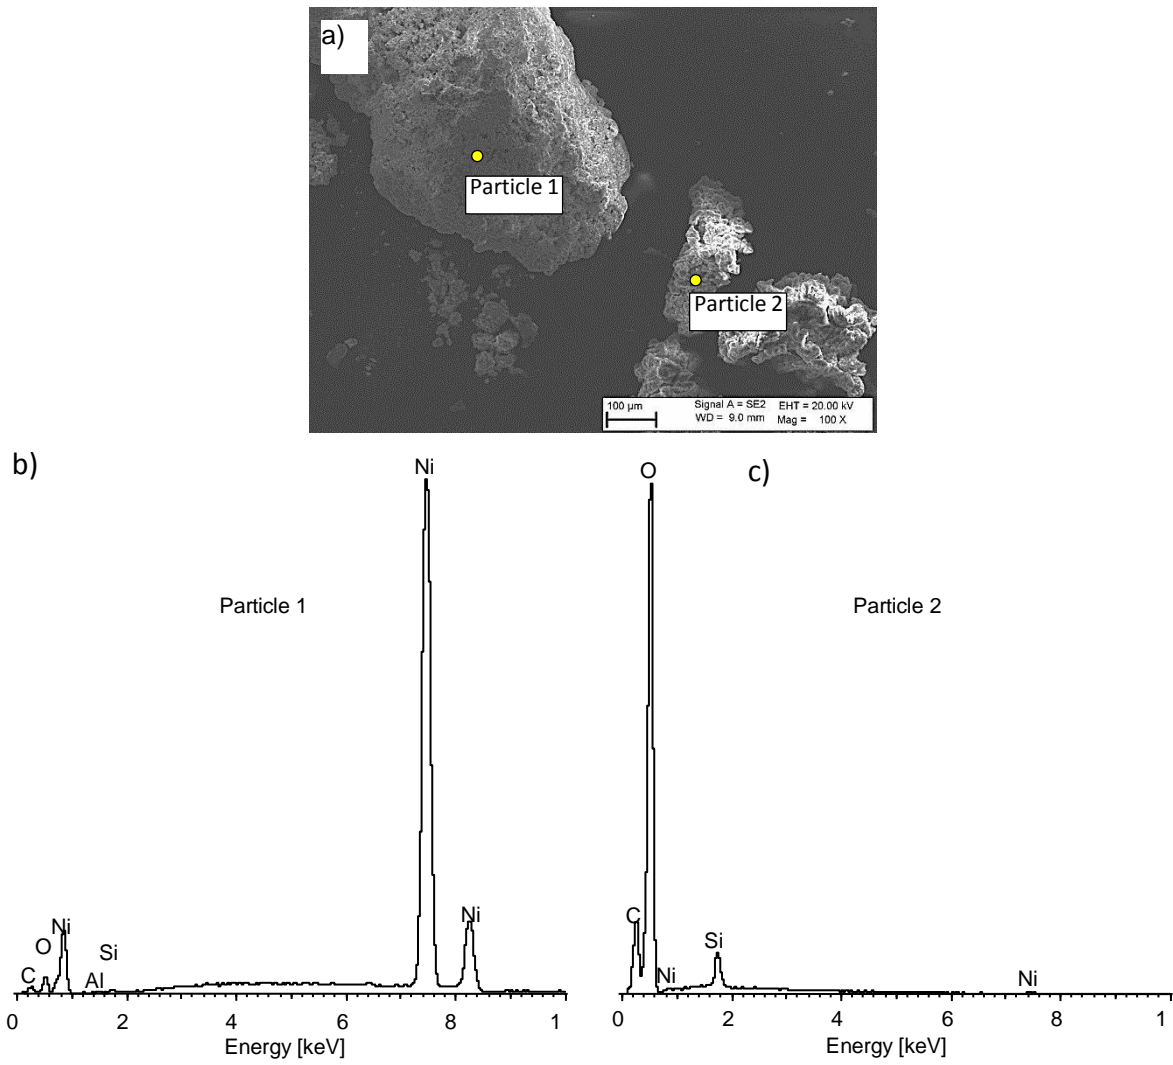 a)
Particle 1
Particle 2
100 µm
Signal A = SE2 EHT = 20.00 kV
WD = 9.0 mm Mag = 100 X
b)
Ni
Particle 1
Ni
Ni
O
Si
C
Al
0 2 4 6 8 1
Energy [keV]
c)
O
Particle 2
C
Si
Ni
Ni
0 2 4 6 8 1
Energy [keV]